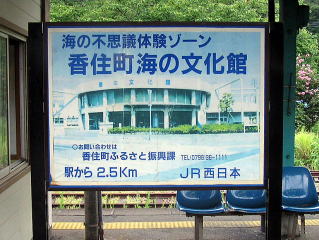 海の不思議体験ゾーン
香住町海の文化館
○お問い合わせは
香住町ふるさと振興課
TEL(0796)36-1111
駅から 2.5Km
JR西日本